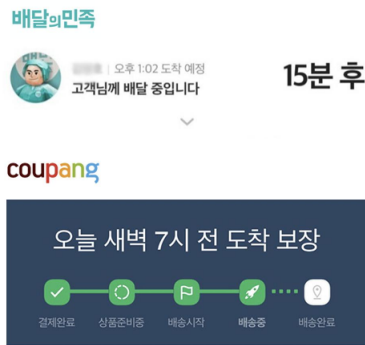 배달의민족
| 오후 1:02 도착 예정
고객님께 배달 중입니다
15분 후
coupang
오늘 새벽 7시 전 도착 보장
결제완료 상품준비중 배송시작 배송중 배송완료